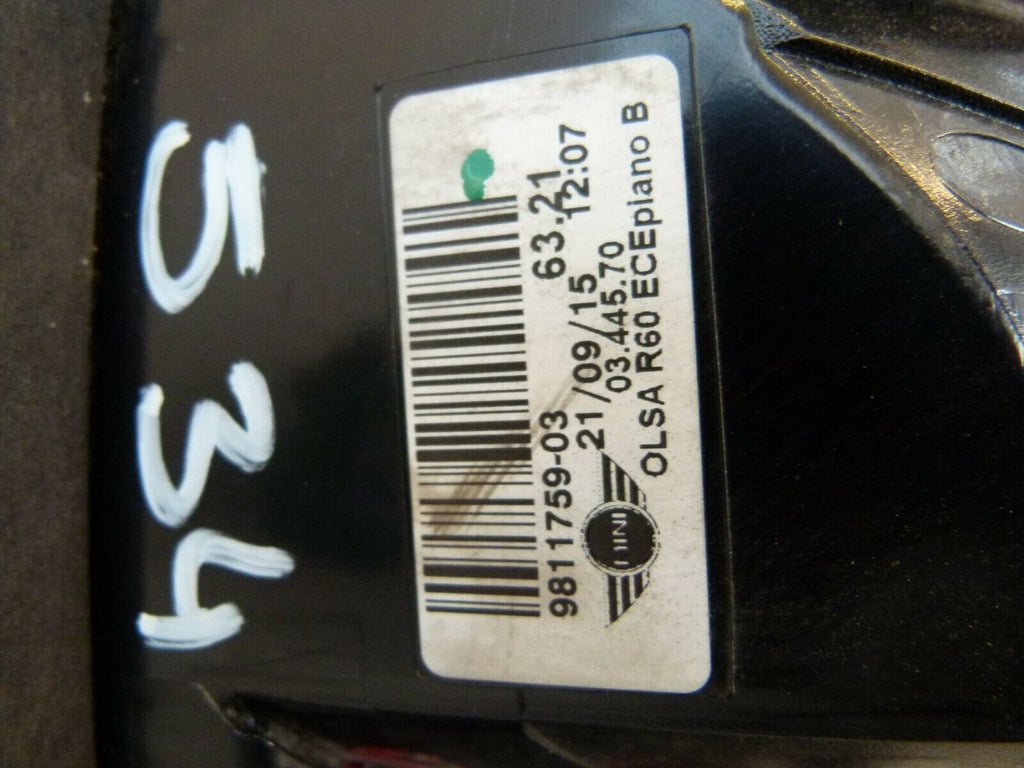 534
9811759-03 63.21
21/09/15 12:07
03.445.70
MINI
OLSA R60 ECEpiano B